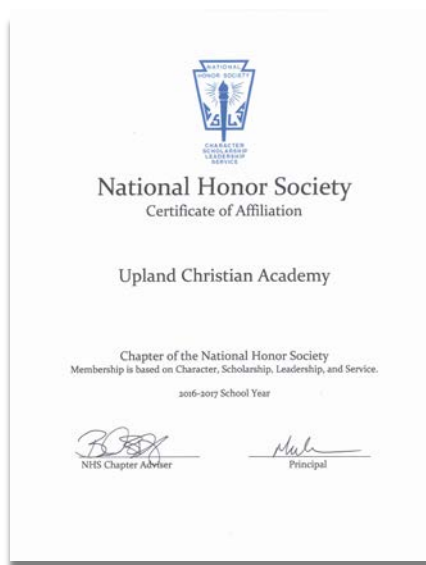 NATIONAL
HONOR SOCIETY
CHARACTER
SCHOLARSHIP
LEADERSHIP
SERVICE
National Honor Society
Certificate of Affiliation
Upland Christian Academy
Chapter of the National Honor Society
Membership is based on Character, Scholarship, Leadership, and Service.
2016-2017 School Year
NHS Chapter Adviser
Principal